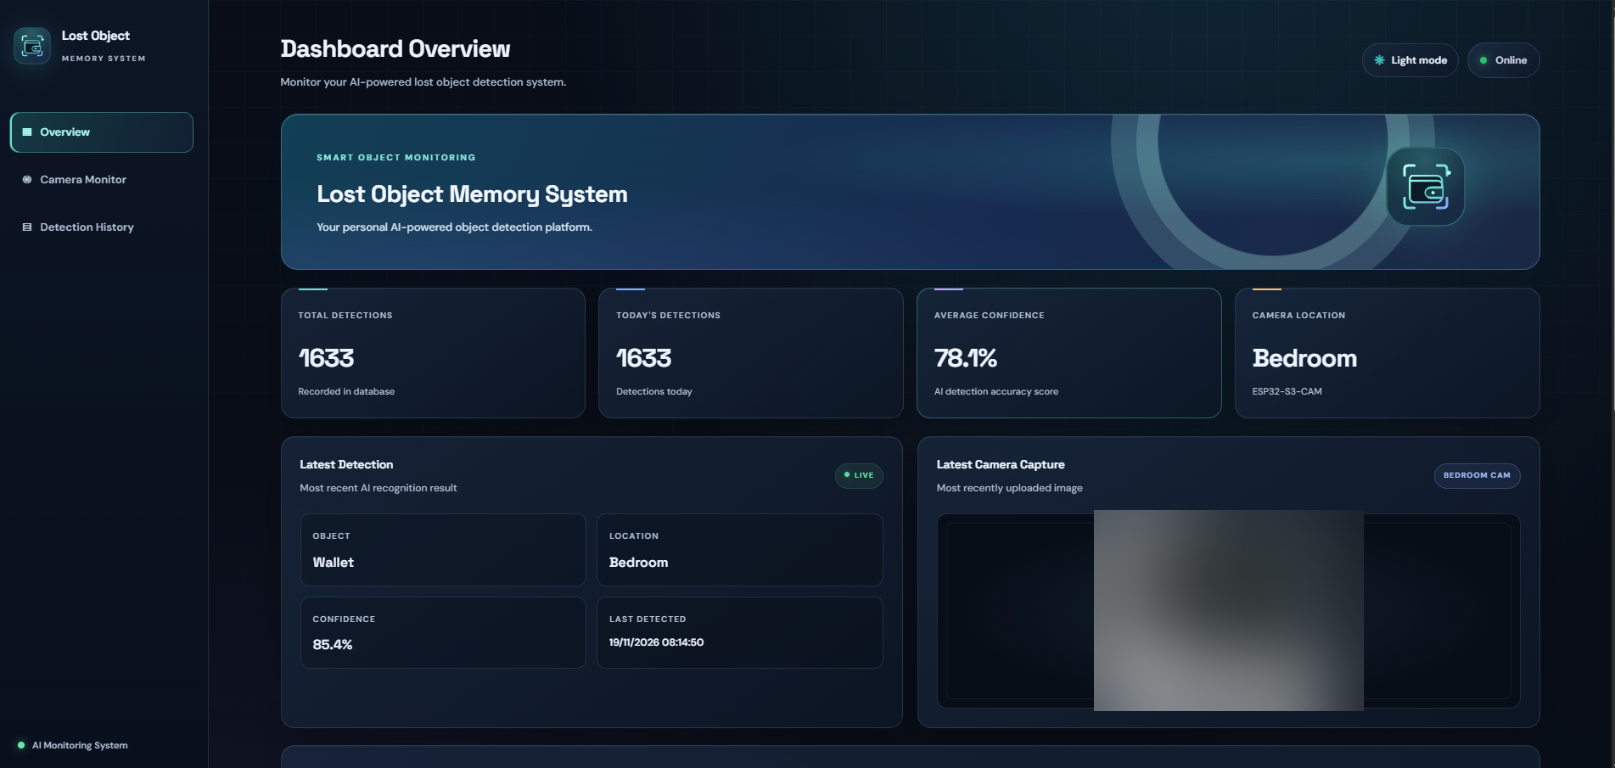 Lost Object
MEMORY SYSTEM
Overview
Camera Monitor
Detection History
AI Monitoring System
Dashboard Overview
Monitor your AI-powered lost object detection system.
Light mode
Online
SMART OBJECT MONITORING
Lost Object Memory System
Your personal AI-powered object detection platform.
TOTAL DETECTIONS
1633
Recorded in database
TODAY'S DETECTIONS
1633
Detections today
AVERAGE CONFIDENCE
78.1%
AI detection accuracy score
CAMERA LOCATION
Bedroom
ESP32-S3-CAM
Latest Detection
Most recent AI recognition result
LIVE
OBJECT
Wallet
LOCATION
Bedroom
CONFIDENCE
85.4%
LAST DETECTED
19/11/2026 08:14:50
Latest Camera Capture
Most recently uploaded image
BEDROOM CAM